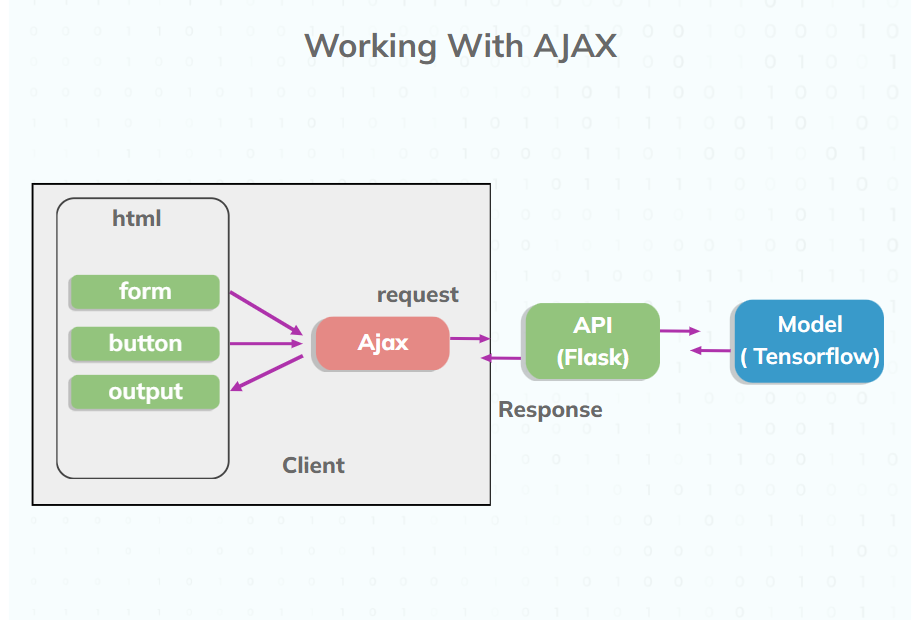 Working With AJAX
html
form
button
output
request
Ajax
Client
API
(Flask)
Response
Model
( Tensorflow)